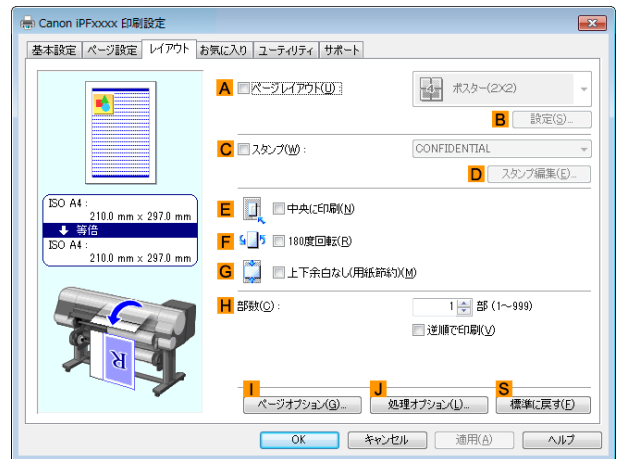 Canon iPFxxxx 印刷設定
基本設定 ページ設定 レイアウト お気に入り ユーティリティ サポート
A ページレイアウト(U) : 4 ポスター(2×2)
B 設定(S)...
C スタンプ(W) : CONFIDENTIAL
D スタンプ編集(E)...
ISO A4 :
210.0 mm x 297.0 mm
等倍
ISO A4 :
210.0 mm x 297.0 mm
E 中央に印刷(N)
F 180度回転(R)
G 上下余白なし(用紙節約)(M)
H 部数(C) : 1 部 (1～999)
逆順で印刷(V)
R
I J S
ページオプション(G)... 処理オプション(L)... 標準に戻す(F)
OK キャンセル 適用(A) ヘルプ